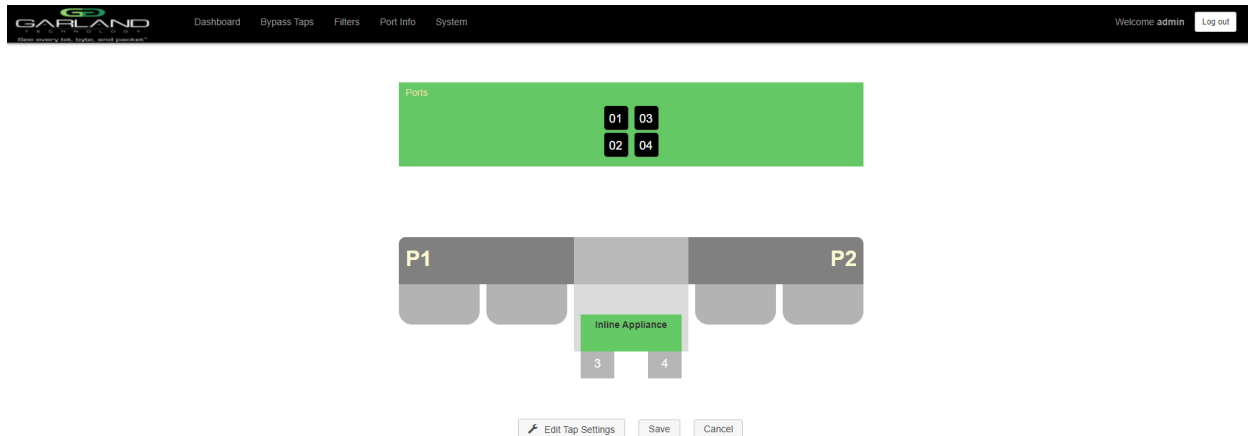 GARLAND
TECHNOLOGY
See every bit, byte, and packet®
Dashboard Bypass Taps Filters Port Info System
Welcome admin Log out
Ports
01 03
02 04
P1 P2
Inline Appliance
3 4
Edit Tap Settings Save Cancel